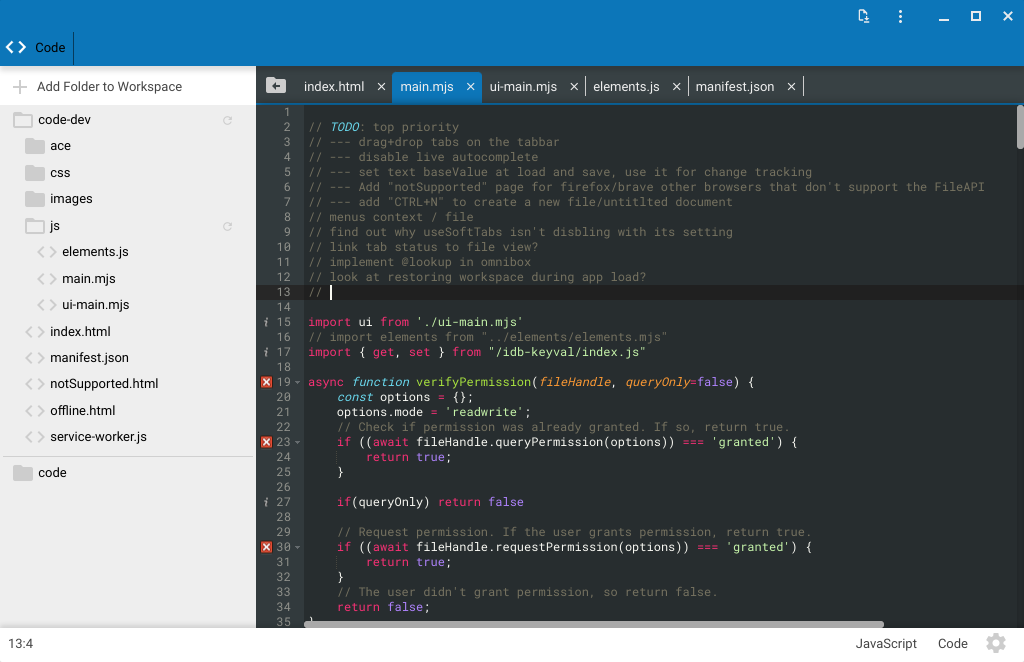 Code
Add Folder to Workspace
code-dev
ace
css
images
js
elements.js
main.mjs
ui-main.mjs
index.html
manifest.json
notSupported.html
offline.html
service-worker.js
code
index.html × main.mjs × ui-main.mjs × elements.js × manifest.json ×
1
2 // TODO: top priority
3 // --- drag+drop tabs on the tabbar
4 // --- disable live autocomplete
5 // --- set text baseValue at load and save, use it for change tracking
6 // --- Add "notSupported" page for firefox/brave other browsers that don't support the FileAPI
7 // --- add "CTRL+N" to create a new file/untitlted document
8 // menus context / file
9 // find out why useSoftTabs isn't disbling with its setting
10 // link tab status to file view?
11 // implement @lookup in omnibox
12 // look at restoring workspace during app load?
13 //
14
i 15 import ui from './ui-main.mjs'
16 // import elements from "../elements/elements.mjs"
i 17 import { get, set } from "/idb-keyval/index.js"
18
19 async function verifyPermission(fileHandle, queryOnly=false) {
20 const options = {};
21 options.mode = 'readwrite';
22 // Check if permission was already granted. If so, return true.
23 if ((await fileHandle.queryPermission(options)) === 'granted') {
24 return true;
25 }
26
i 27 if(queryOnly) return false
28
29 // Request permission. If the user grants permission, return true.
30 if ((await fileHandle.requestPermission(options)) === 'granted') {
31 return true;
32 }
33 // The user didn't grant permission, so return false.
34 return false;
35 }
13:4
JavaScript Code